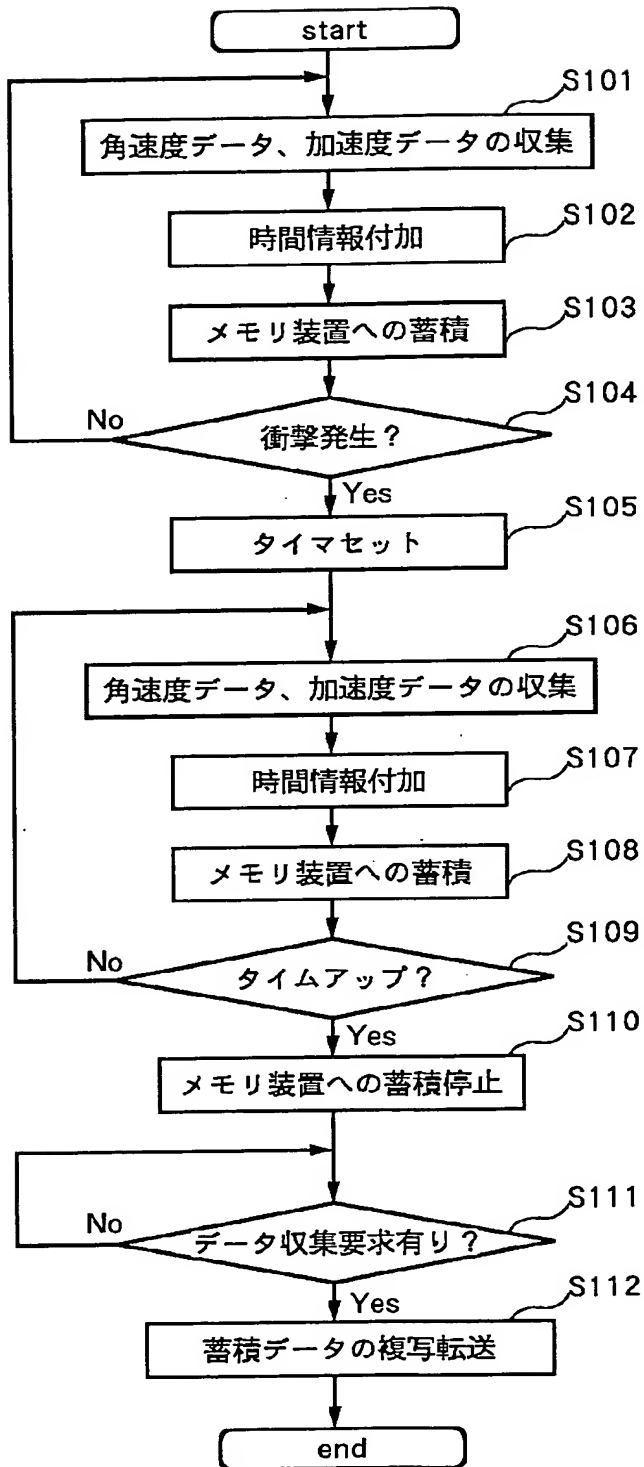 start
S101
角速度データ、加速度データの収集
S102
時間情報付加
S103
メモリ装置への蓄積
S104
No
衝撃発生？
Yes
S105
タイマセット
S106
角速度データ、加速度データの収集
S107
時間情報付加
S108
メモリ装置への蓄積
S109
No
タイムアップ？
Yes
S110
メモリ装置への蓄積停止
S111
No
データ収集要求有り？
Yes
S112
蓄積データの複写転送
end